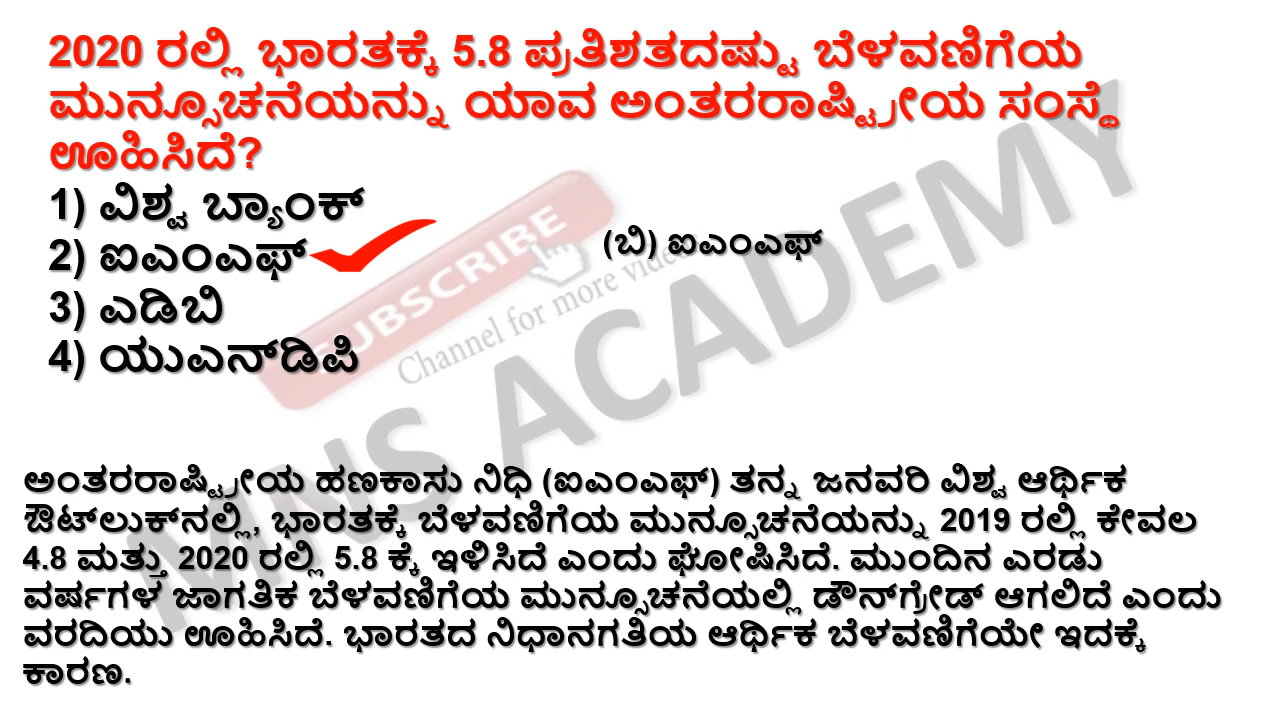 2020 ರಲ್ಲಿ ಭಾರತಕ್ಕೆ 5.8 ಪ್ರತಿಶತದಷ್ಟು ಬೆಳವಣಿಗೆಯ
ಮುನ್ಸೂಚನೆಯನ್ನು ಯಾವ ಅಂತರರಾಷ್ಟ್ರೀಯ ಸಂಸ್ಥೆ
ಊಹಿಸಿದೆ?
1) ವಿಶ್ವ ಬ್ಯಾಂಕ್
2) ಐಎಂಎಫ್
(ಬಿ) ಐಎಂಎಫ್
3) ಎಡಿಬಿ
4) ಯುಎನ್‌ಡಿಪಿ
SUBSCRIBE
Channel for more videos
MNS ACADEMY
ಅಂತರರಾಷ್ಟ್ರೀಯ ಹಣಕಾಸು ನಿಧಿ (ಐಎಂಎಫ್) ತನ್ನ ಜನವರಿ ವಿಶ್ವ ಆರ್ಥಿಕ
ಔಟ್‌ಲುಕ್‌ನಲ್ಲಿ, ಭಾರತಕ್ಕೆ ಬೆಳವಣಿಗೆಯ ಮುನ್ಸೂಚನೆಯನ್ನು 2019 ರಲ್ಲಿ ಕೇವಲ
4.8 ಮತ್ತು 2020 ರಲ್ಲಿ 5.8 ಕ್ಕೆ ಇಳಿಸಿದೆ ಎಂದು ಘೋಷಿಸಿದೆ. ಮುಂದಿನ ಎರಡು
ವರ್ಷಗಳ ಜಾಗತಿಕ ಬೆಳವಣಿಗೆಯ ಮುನ್ಸೂಚನೆಯಲ್ಲಿ ಡೌನ್‌ಗ್ರೇಡ್ ಆಗಲಿದೆ ಎಂದು
ವರದಿಯು ಊಹಿಸಿದೆ. ಭಾರತದ ನಿಧಾನಗತಿಯ ಆರ್ಥಿಕ ಬೆಳವಣಿಗೆಯೇ ಇದಕ್ಕೆ
ಕಾರಣ.